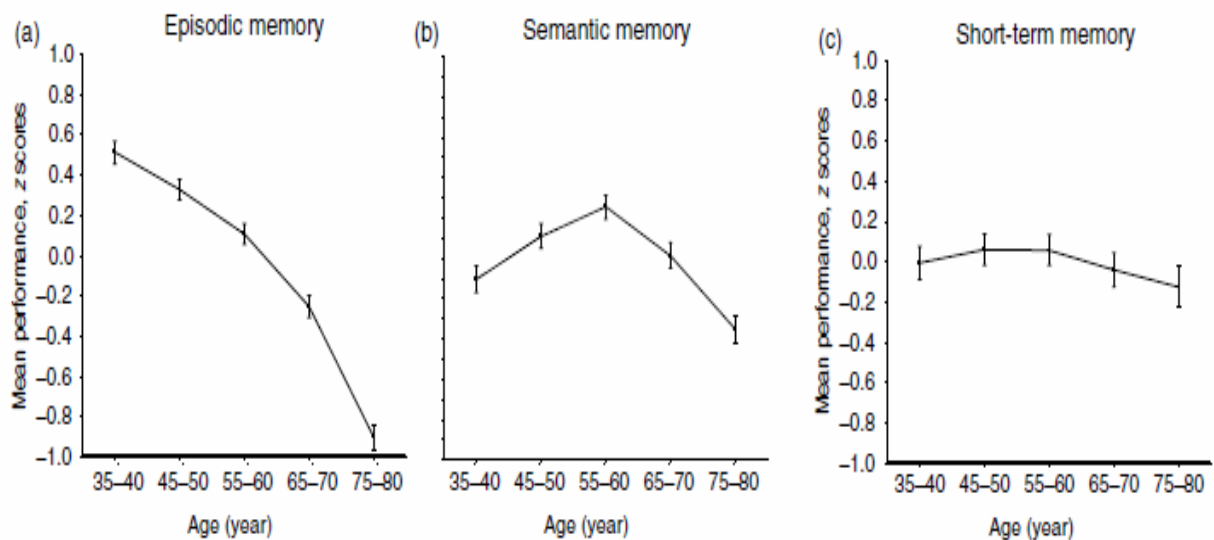 (a) Episodic memory
Mean performance, z scores
1.0
0.8
0.6
0.4
0.2
0.0
−0.2
−0.4
−0.6
−0.8
−1.0
35–40 45–50 55–60 65–70 75–80
Age (year)
(b) Semantic memory
35–40 45–50 55–60 65–70 75–80
Age (year)
(c) Short-term memory
Mean performance, z scores
1.0
0.8
0.6
0.4
0.2
0.0
−0.2
−0.4
−0.6
−0.8
−1.0
35–40 45–50 55–60 65–70 75–80
Age (year)